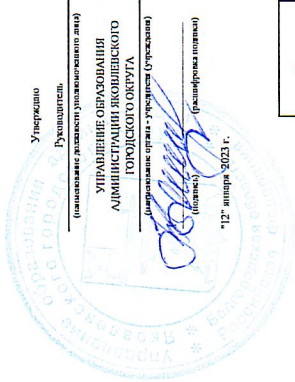 Утверждаю
Руководитель
(наименование должности уполномоченного лица)
УПРАВЛЕНИЕ ОБРАЗОВАНИЯ
АДМИНИСТРАЦИИ ЯКОВЛЕВСКОГО
ГОРОДСКОГО ОКРУГА
(наименование органа - учредителя (учреждения)
(подпись) (расшифровка подписи)
"12" января 2023 г.